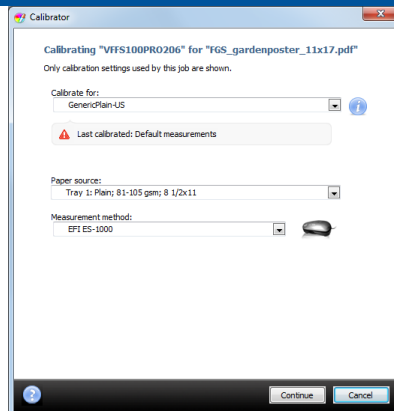 Calibrator
Calibrating "VFFS100PRO206" for "FGS_gardenposter_11x17.pdf"
Only calibration settings used by this job are shown.
Calibrate for:
GenericPlain-US
Last calibrated: Default measurements
Paper source:
Tray 1: Plain; 81-105 gsm; 8 1/2x11
Measurement method:
EFI ES-1000
Continue Cancel